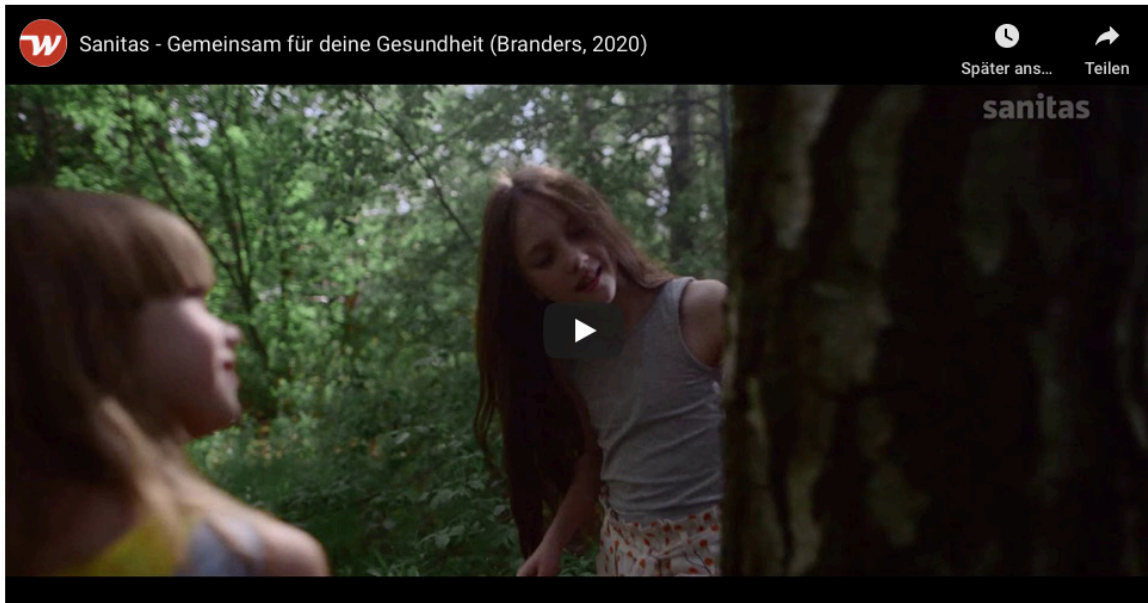 W
Sanitas - Gemeinsam für deine Gesundheit (Branders, 2020)
Später ans...
Teilen
sanitas